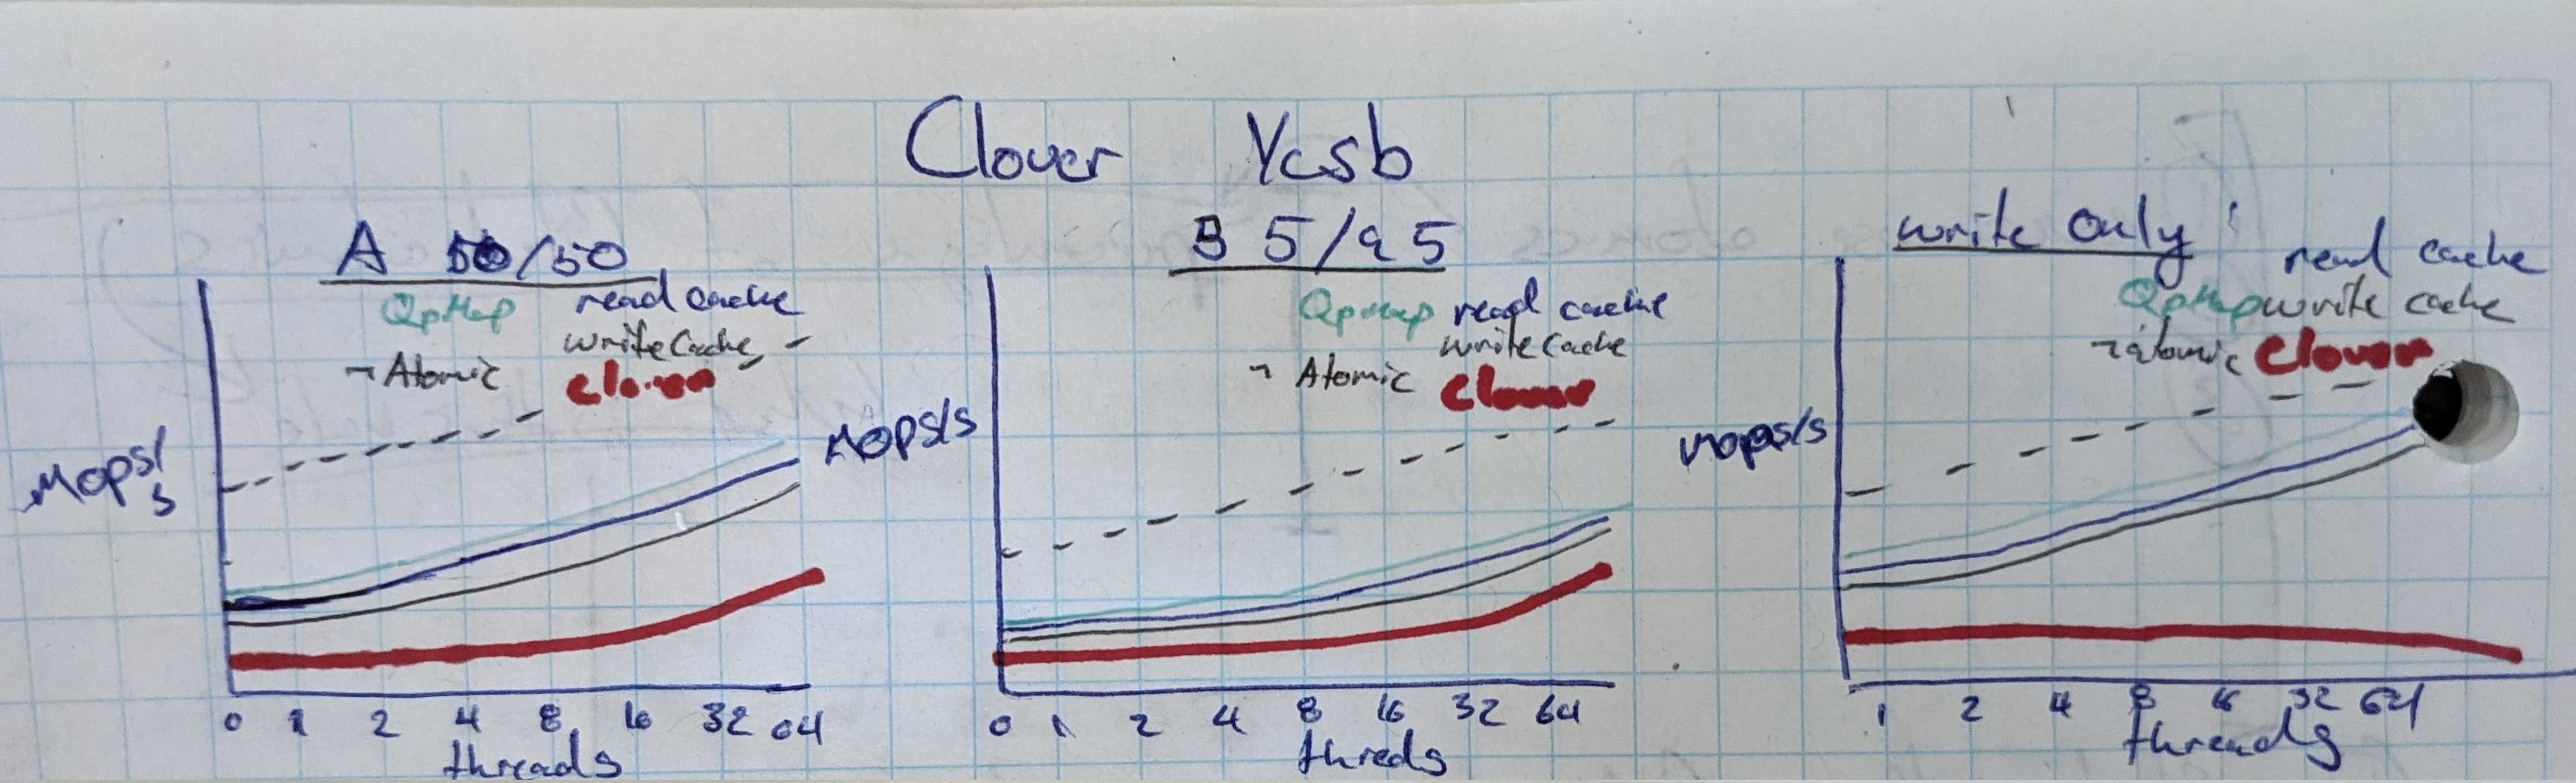 Clover Ycsb
A 50/50
QpMap read cache
write Cache
- Atomic Clover
Mops/
s
0 1 2 4 8 16 32 64
threads
B 5/95
QpMap read cache
write Cache
- Atomic Clover
Mops/s
0 1 2 4 8 16 32 64
threds
write only
read cache
QpMap write cache
- atomic Clover
mops/s
1 2 4 8 16 32 64
threads